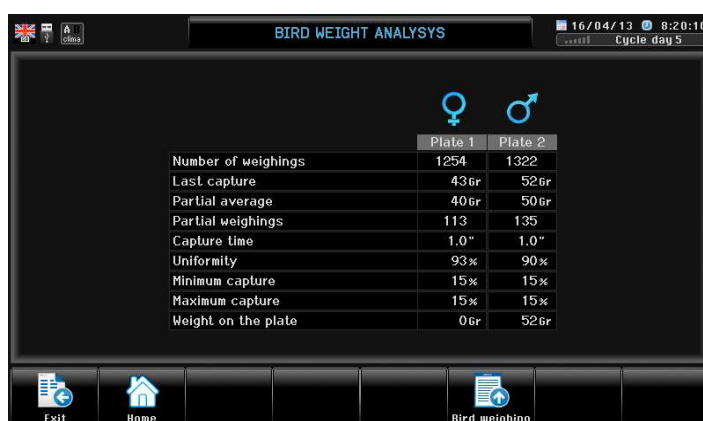 A
clima
BIRD WEIGHT ANALYSYS
16/04/13 8:20:10
Cycle day 5
Plate 1 Plate 2
Number of weighings 1254 1322
Last capture 43Gr 52Gr
Partial average 40Gr 50Gr
Partial weighings 113 135
Capture time 1.0" 1.0"
Uniformity 93% 90%
Minimum capture 15% 15%
Maximum capture 15% 15%
Weight on the plate 0Gr 52Gr
Exit Home Bird weighing